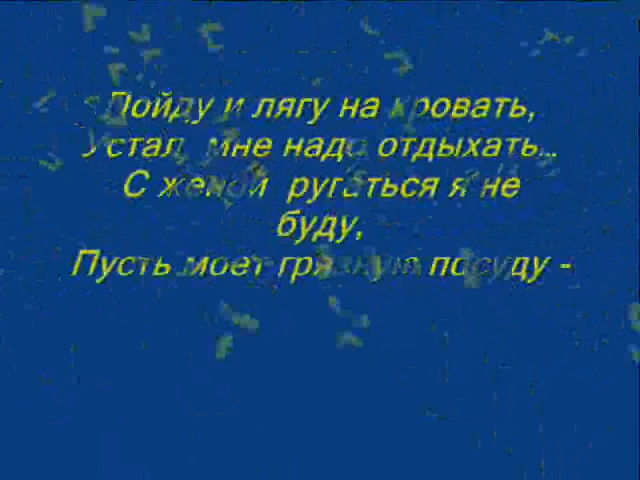 Пойду и лягу на кровать,
Устал, мне надо отдыхать...
С женой ругаться я не
буду,
Пусть моет грязную посуду -